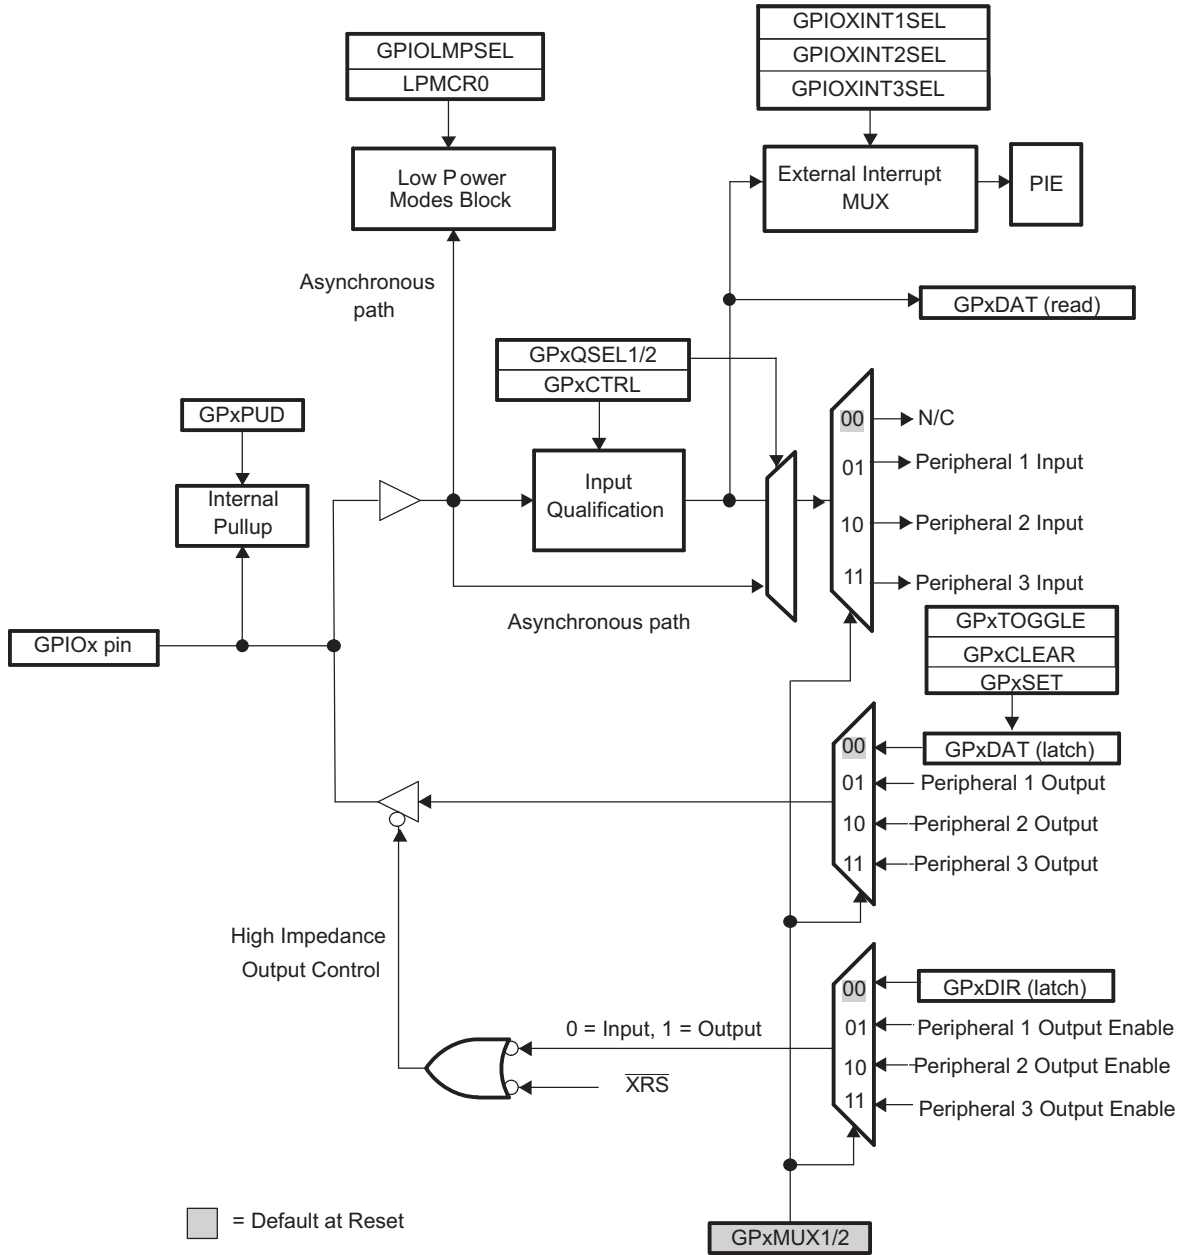 GPIOXINT1SEL
GPIOXINT2SEL
GPIOXINT3SEL
GPIOLMPSEL
LPMCR0
Low Power
Modes Block
External Interrupt
MUX
PIE
Asynchronous
path
GPxDAT (read)
GPxQSEL1/2
GPxCTRL
GPxPUD
Internal
Pullup
Input
Qualification
00
N/C
01
Peripheral 1 Input
10
Peripheral 2 Input
11
Peripheral 3 Input
Asynchronous path
GPIOx pin
GPxTOGGLE
GPxCLEAR
GPxSET
00
GPxDAT (latch)
01
Peripheral 1 Output
10
Peripheral 2 Output
11
Peripheral 3 Output
High Impedance
Output Control
00
GPxDIR (latch)
0 = Input, 1 = Output
01
Peripheral 1 Output Enable
10
Peripheral 2 Output Enable
XRS
11
Peripheral 3 Output Enable
= Default at Reset
GPxMUX1/2